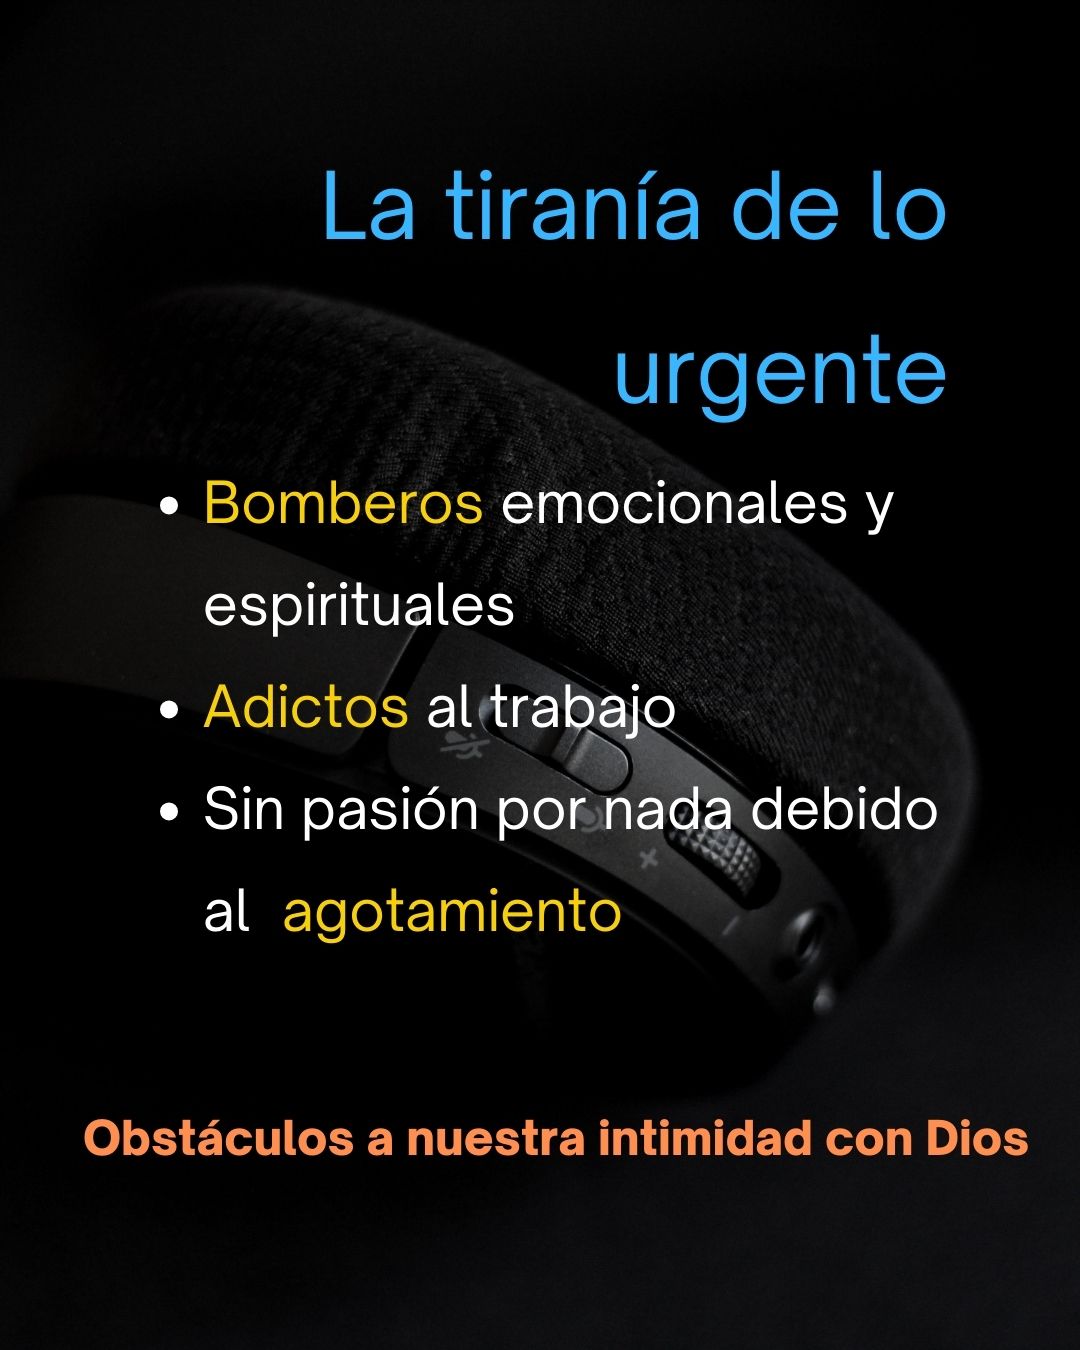 La tiranía de lo
urgente
• Bomberos emocionales y
espirituales
• Adictos al trabajo
• Sin pasión por nada debido
al agotamiento
Obstáculos a nuestra intimidad con Dios